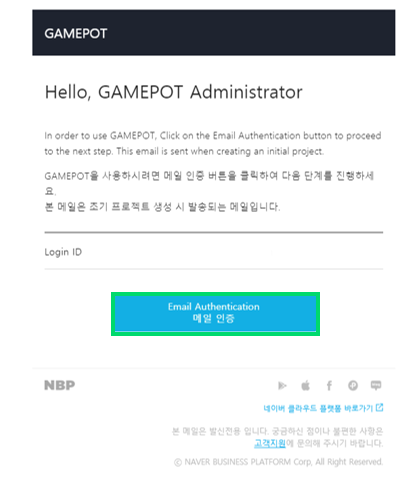 GAMEPOT
Hello, GAMEPOT Administrator
In order to use GAMEPOT, Click on the Email Authentication button to proceed
to the next step. This email is sent when creating an initial project.
GAMEPOT을 사용하시려면 메일 인증 버튼을 클릭하여 다음 단계를 진행하세
요.
본 메일은 초기 프로젝트 생성 시 발송되는 메일입니다.
Login ID
Email Authentication
메일 인증
NBP
네이버 클라우드 플랫폼 바로가기
본 메일은 발신전용 입니다. 궁금하신 점이나 불편한 사항은
고객지원에 문의해 주시기 바랍니다.
ⓒ NAVER BUSINESS PLATFORM Corp, All Right Reserved.